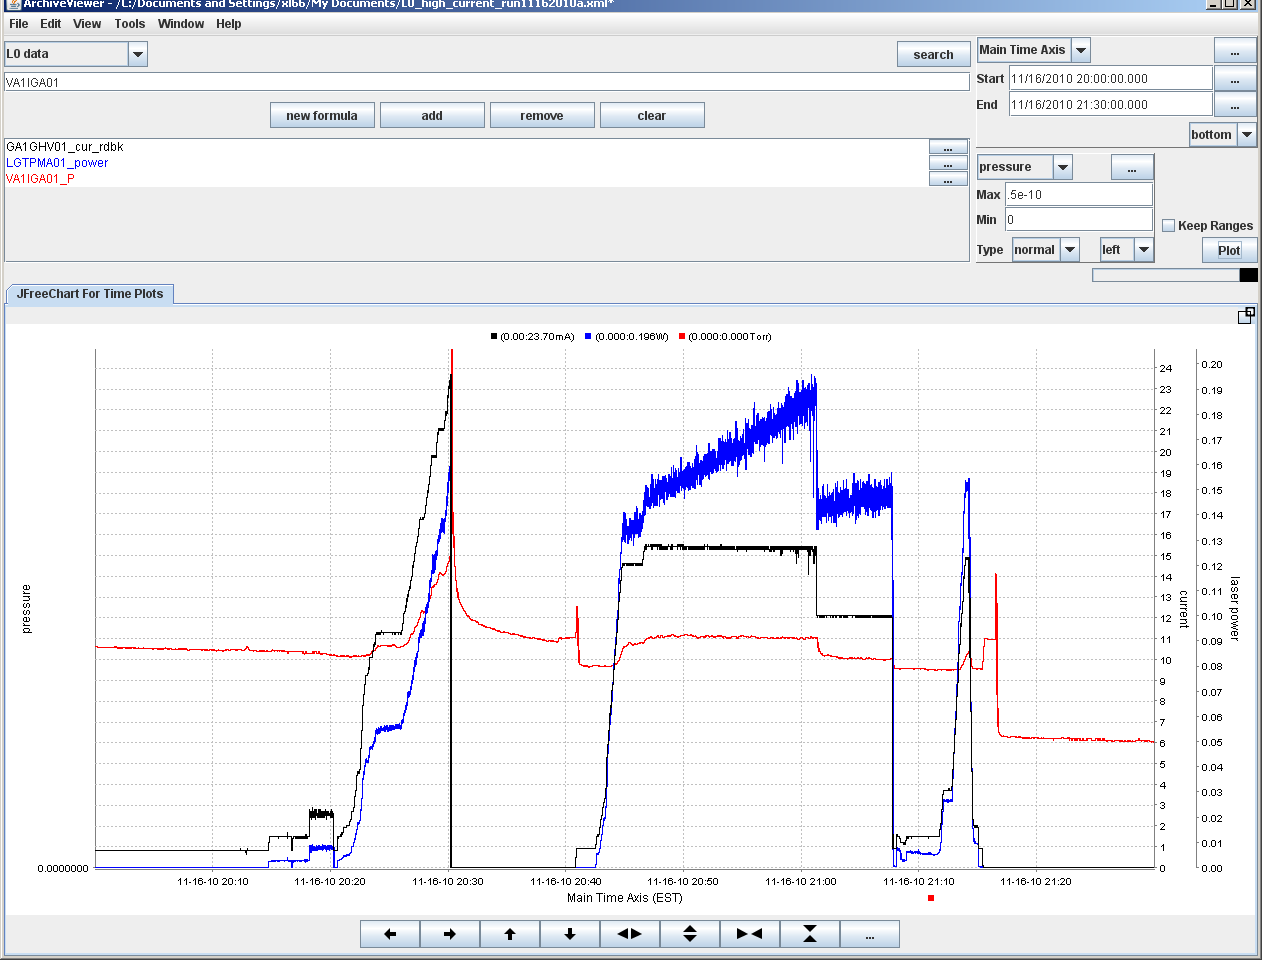 ArchiveViewer - /C:/Documents and Settings/xl66/My Documents/L0_high_current_run11162010a.xml*
File Edit View Tools Window Help
L0 data
search
VA1IGA01
new formula add remove clear
GA1GHV01_cur_rdbk ...
LGTPMA01_power ...
VA1IGA01_P ...
Main Time Axis ...
Start 11/16/2010 20:00:00.000 ...
End 11/16/2010 21:30:00.000 ...
bottom
pressure ...
Max .5e-10
Min 0
Keep Ranges
Type normal left Plot
JFreeChart For Time Plots
(0.00:23.70mA) (0.000:0.196W) (0.000:0.000Torr)
pressure
0.0000000
24
23
22
21
20
19
18
17
16
15
14
13
12
11
10
9
8
7
6
5
4
3
2
1
0
current
0.20
0.19
0.18
0.17
0.16
0.15
0.14
0.13
0.12
0.11
0.10
0.09
0.08
0.07
0.06
0.05
0.04
0.03
0.02
0.01
0.00
laser power
11-16-10 20:10 11-16-10 20:20 11-16-10 20:30 11-16-10 20:40 11-16-10 20:50 11-16-10 21:00 11-16-10 21:10 11-16-10 21:20
Main Time Axis (EST)
...